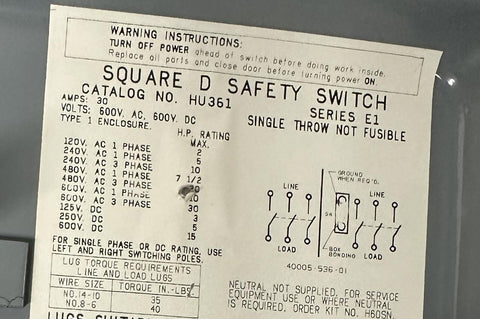 WARNING INSTRUCTIONS:
TURN OFF POWER ahead of switch before doing work inside.
Replace all parts and close door before turning power ON.
SQUARE D SAFETY SWITCH
CATALOG NO. HU361
SERIES E1
AMPS: 30
VOLTS: 600V. AC, 600V. DC
TYPE 1 ENCLOSURE.
SINGLE THROW NOT FUSIBLE
H.P. RATING
MAX.
120V. AC 1 PHASE 2
240V. AC 1 PHASE 5
240V. AC 3 PHASE 10
480V. AC 1 PHASE 7 1/2
480V. AC 3 PHASE 20
600V. AC 1 PHASE 10
600V. AC 3 PHASE 30
125V. DC 3
250V. DC 5
600V. DC 15
GROUND
WHEN REQ'D.
LINE
LINE
SN
LOAD
LOAD
BOX
BONDING
40005-536-01
FOR SINGLE PHASE OR DC RATING, USE
LEFT AND RIGHT SWITCHING POLES.
LUG TORQUE REQUIREMENTS
LINE AND LOAD LUGS
WIRE SIZE TORQUE IN.-LBS.
NO.14-10 35
NO.8-6 40
NEUTRAL NOT SUPPLIED. FOR SERVICE
EQUIPMENT USE OR WHERE NEUTRAL
IS REQUIRED, ORDER KIT NO. H60SN.
LUGS